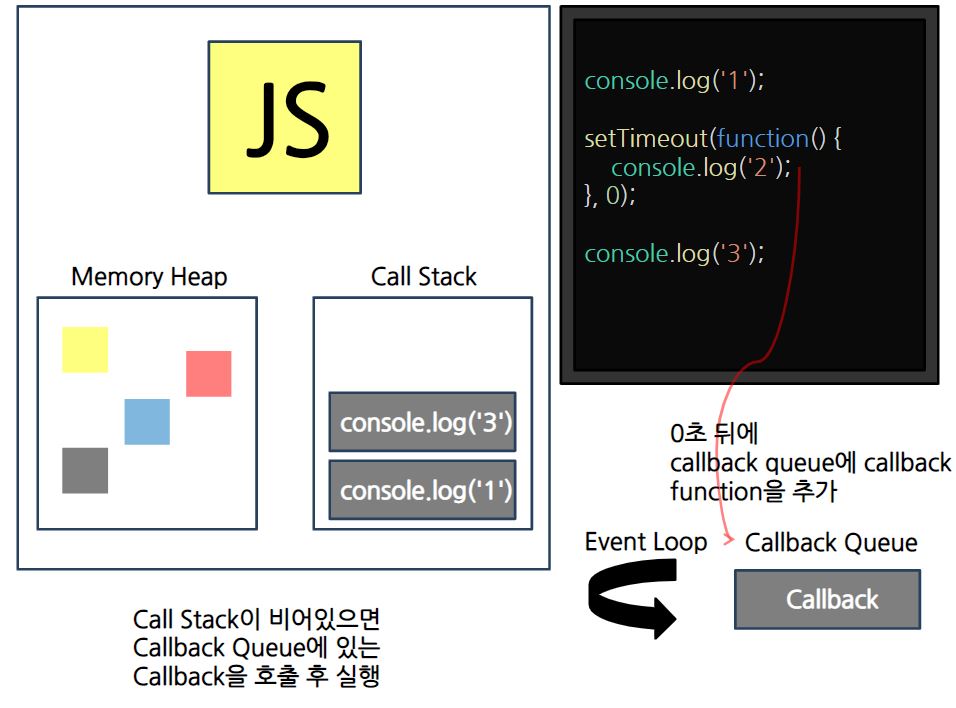 JS
Memory Heap
Call Stack
console.log('3')
console.log('1')
Call Stack이 비어있으면
Callback Queue에 있는
Callback을 호출 후 실행
console.log('1');
setTimeout(function() {
console.log('2');
}, 0);
console.log('3');
0초 뒤에
callback queue에 callback
function을 추가
Event Loop
Callback Queue
Callback